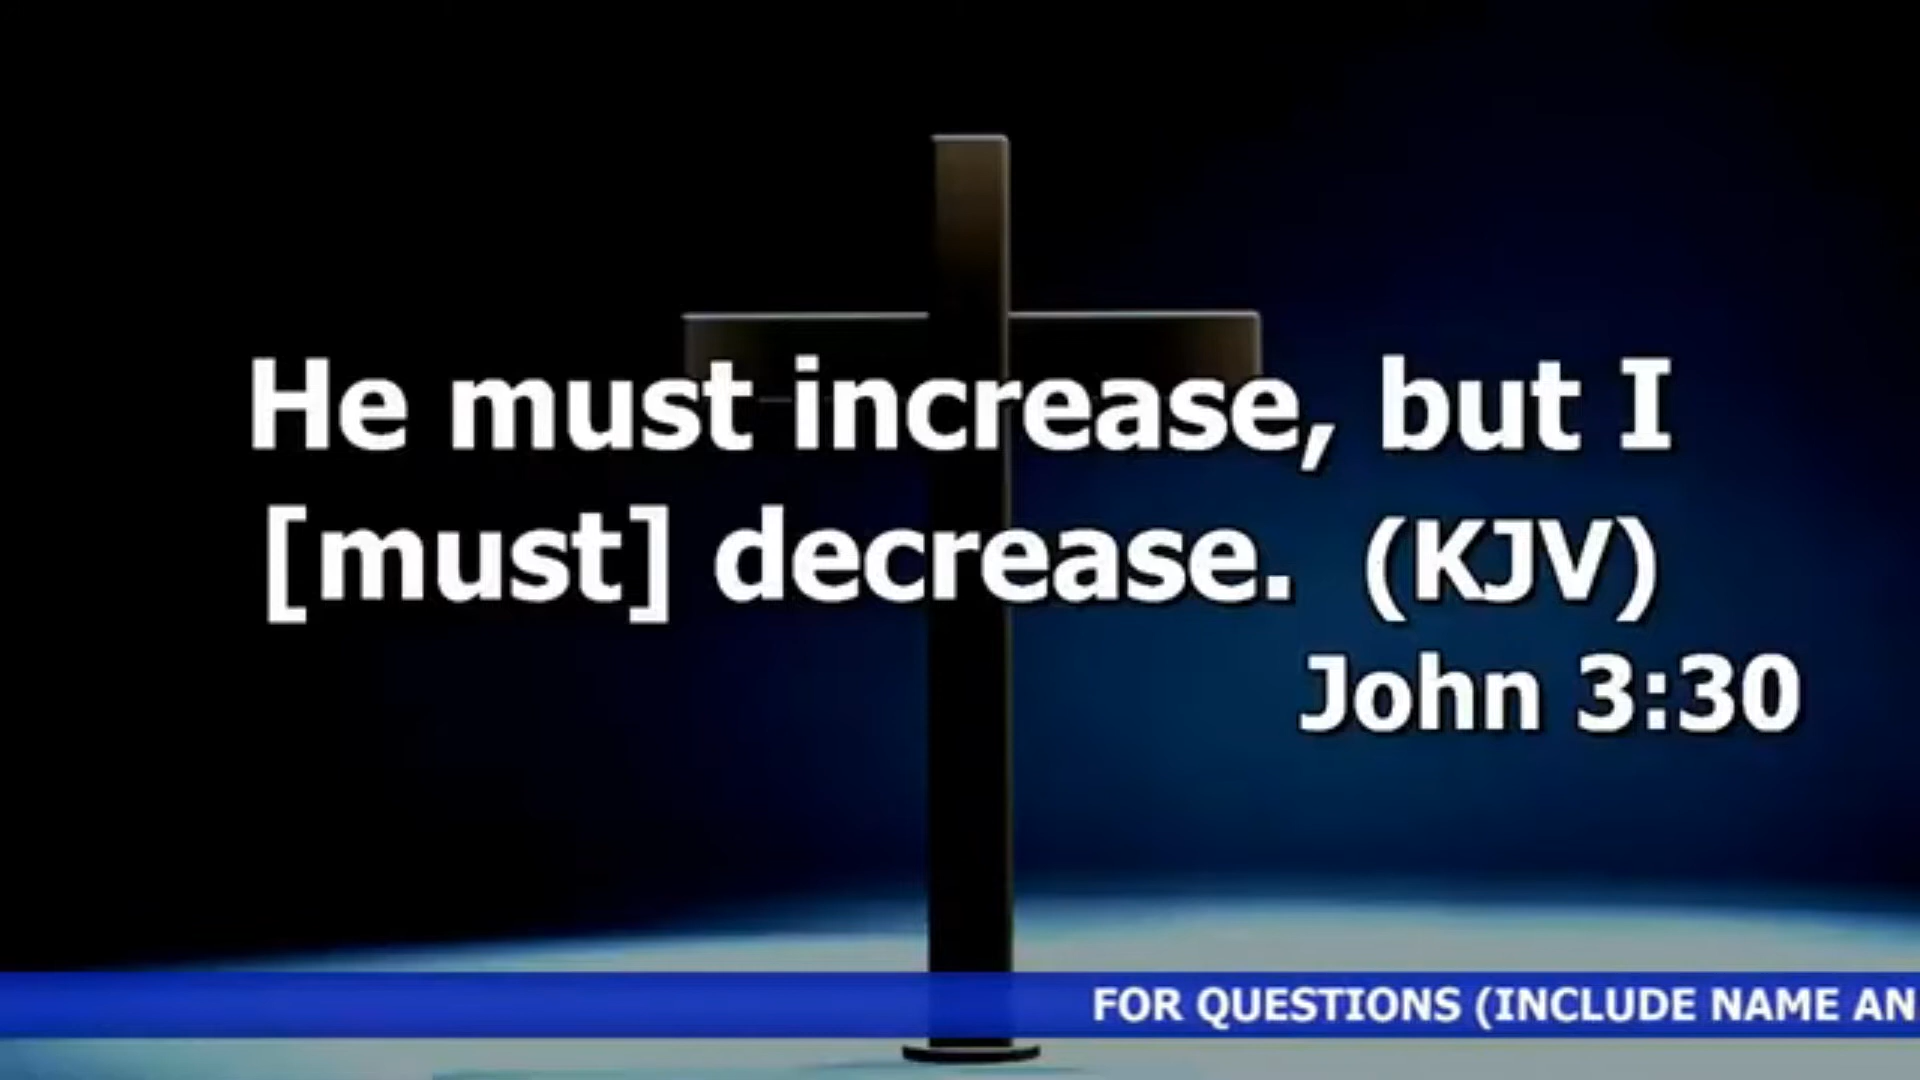 He must increase, but I
[must] decrease. (KJV)
John 3:30
FOR QUESTIONS (INCLUDE NAME AN